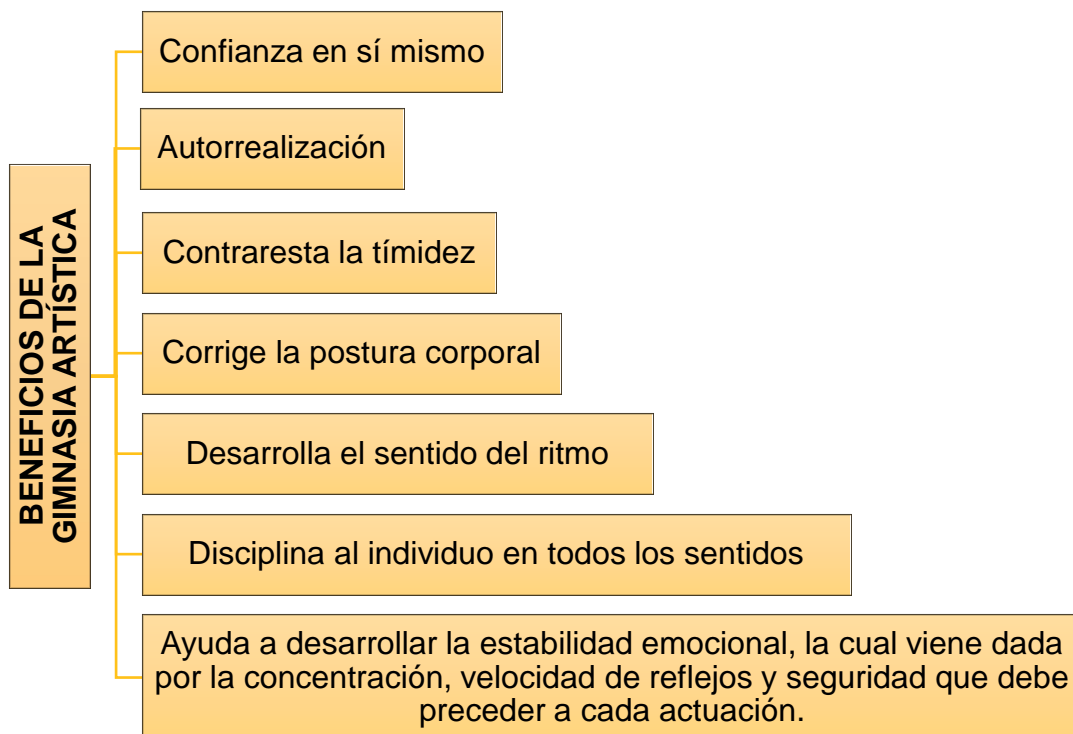 BENEFICIOS DE LA
GIMNASIA ARTÍSTICA
Confianza en sí mismo
Autorrealización
Contraresta la tímidez
Corrige la postura corporal
Desarrolla el sentido del ritmo
Disciplina al individuo en todos los sentidos
Ayuda a desarrollar la estabilidad emocional, la cual viene dada
por la concentración, velocidad de reflejos y seguridad que debe
preceder a cada actuación.